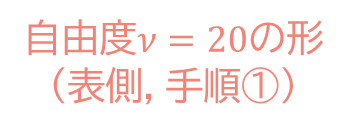 自由度ν = 20の形
（表側, 手順①）